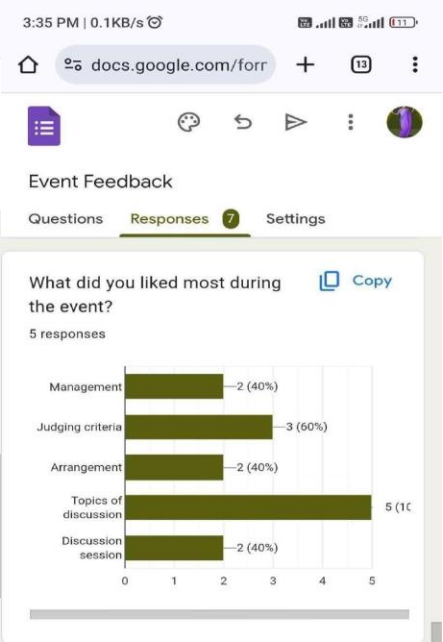 3:35 PM | 0.1KB/s
5G
11
docs.google.com/forr
13
Event Feedback
Questions Responses 7 Settings
What did you liked most during
the event?
Copy
5 responses
Management 2 (40%)
Judging criteria 3 (60%)
Arrangement 2 (40%)
Topics of
discussion 5 (10
Discussion
session 2 (40%)
0 1 2 3 4 5